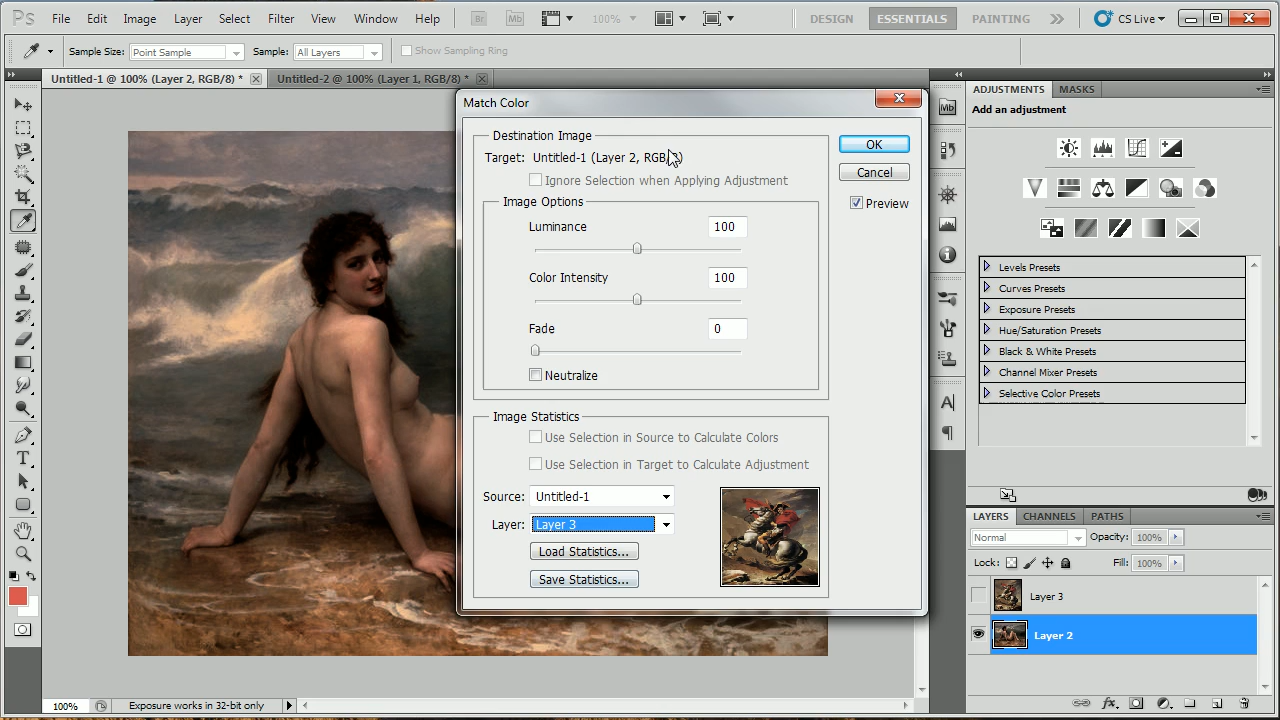 Ps File Edit Image Layer Select Filter View Window Help Br Mb 100% DESIGN ESSENTIALS PAINTING CS Live
Sample Size: Point Sample Sample: All Layers Show Sampling Ring
Untitled-1 @ 100% (Layer 2, RGB/8) * Untitled-2 @ 100% (Layer 1, RGB/8) *
Match Color
Destination Image
Target: Untitled-1 (Layer 2, RGB/8)
Ignore Selection when Applying Adjustment
Image Options
Luminance 100
Color Intensity 100
Fade 0
Neutralize
Image Statistics
Use Selection in Source to Calculate Colors
Use Selection in Target to Calculate Adjustment
Source: Untitled-1
Layer: Layer 3
Load Statistics...
Save Statistics...
OK
Cancel
Preview
Mb
ADJUSTMENTS MASKS
Add an adjustment
Levels Presets
Curves Presets
Exposure Presets
Hue/Saturation Presets
Black & White Presets
Channel Mixer Presets
Selective Color Presets
LAYERS CHANNELS PATHS
Normal Opacity: 100%
Lock: Fill: 100%
Layer 3
Layer 2
100% Exposure works in 32-bit only